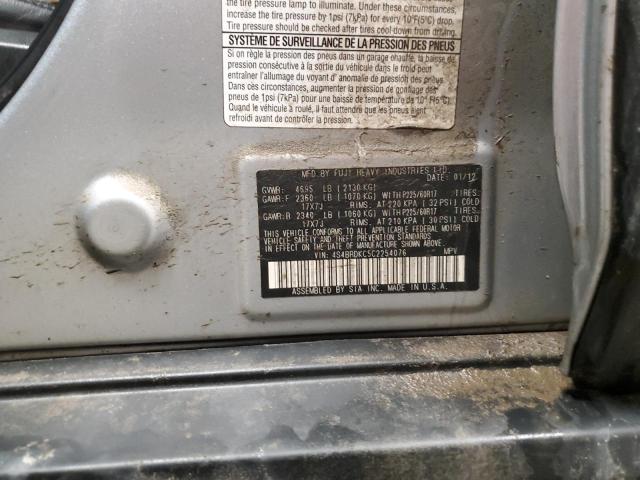 the tire pressure lamp to illuminate. Under these circumstances,
increase the tire pressure by 1psi (7kPa) for every 10°F(5°C) drop.
Tire pressure should be checked after tires cool down from driving.
SYSTÈME DE SURVEILLANCE DE LA PRESSION DES PNEUS
Si on règle la pression des pneus dans un garage chauffé, la baisse de
pression consécutive à la sortie du véhicule dans le froid peut
entraîner l'allumage du voyant d' anomalie de pression des pneus.
Dans ces circonstances, augmenter la pression de gonflage des
pneus de 1psi (7kPa) pour une baisse de température de 10° F(5°C).
Quand le véhicule a roulé, il faut attendre que les pneus aient
refroidi avant de contrôler la pression.
MFD. BY FUJI HEAVY INDUSTRIES LTD.
DATE: 01/12
GVWR: 4695 LB (2130 KG)
GAWR:F 2360 LB (1070 KG) WITH P225/60R17 TIRES.
17X7J RIMS. AT 220 KPA (32 PSI) COLD
GAWR:R 2340 LB (1060 KG) WITH P225/60R17 TIRES.
17X7J RIMS. AT 210 KPA (30 PSI) COLD
THIS VEHICLE CONFORMS TO ALL APPLICABLE FEDERAL MOTOR
VEHICLE SAFETY AND THEFT PREVENTION STANDARDS
IN EFFECT ON THE DATE OF MANUFACTURE SHOWN ABOVE.
VIN: 4S4BRDKC5C2254076 MPV
ASSEMBLED BY SIA INC. MADE IN U.S.A.